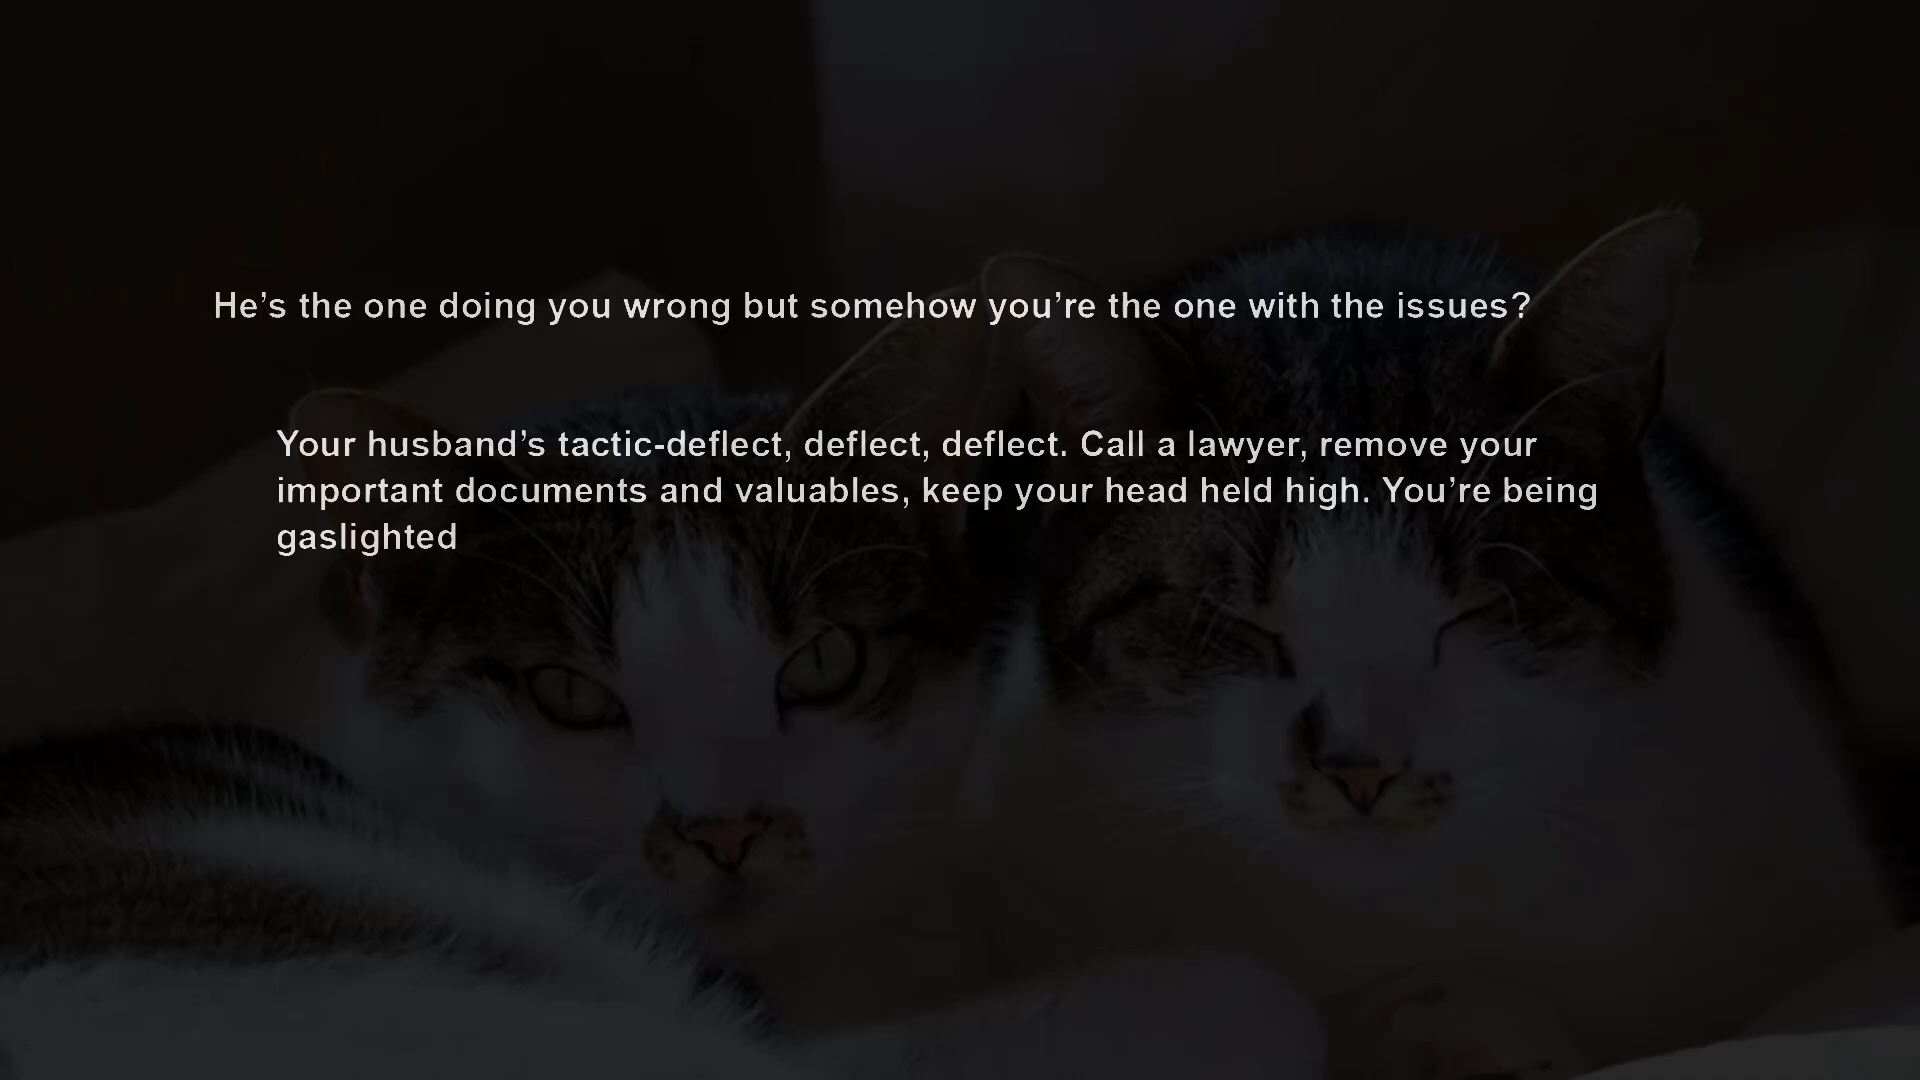 He’s the one doing you wrong but somehow you’re the one with the issues?
Your husband’s tactic-deflect, deflect, deflect. Call a lawyer, remove your
important documents and valuables, keep your head held high. You’re being
gaslighted